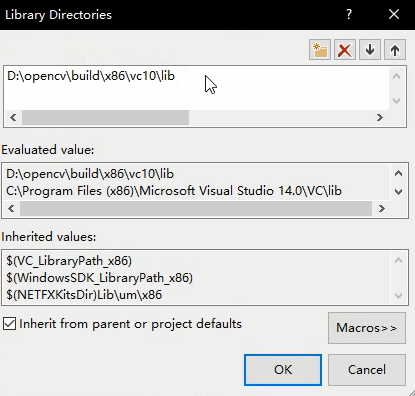 Library Directories
?
D:\opencv\build\x86\vc10\lib
Evaluated value:
D:\opencv\build\x86\vc10\lib
C:\Program Files (x86)\Microsoft Visual Studio 14.0\VC\lib
Inherited values:
$(VC_LibraryPath_x86)
$(WindowsSDK_LibraryPath_x86)
$(NETFXKitsDir)Lib\um\x86
Inherit from parent or project defaults
Macros>>
OK Cancel